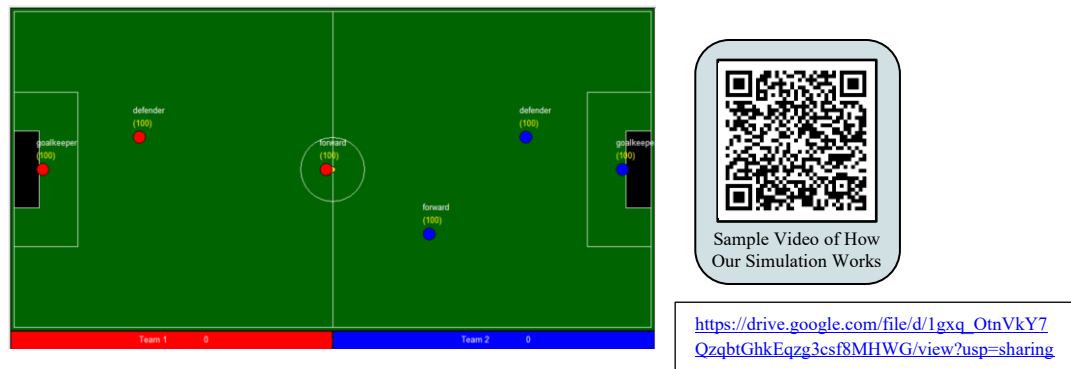 defender
(100)
defender
(100)
goalkeeper
(100)
forward
(100)
goalkeepe
(100)
forward
(100)
Team 1 0
Team 2 0
Sample Video of How
Our Simulation Works
https://drive.google.com/file/d/1gxq_OtnVkY7
QzqbtGhkEqzg3csf8MHWG/view?usp=sharing